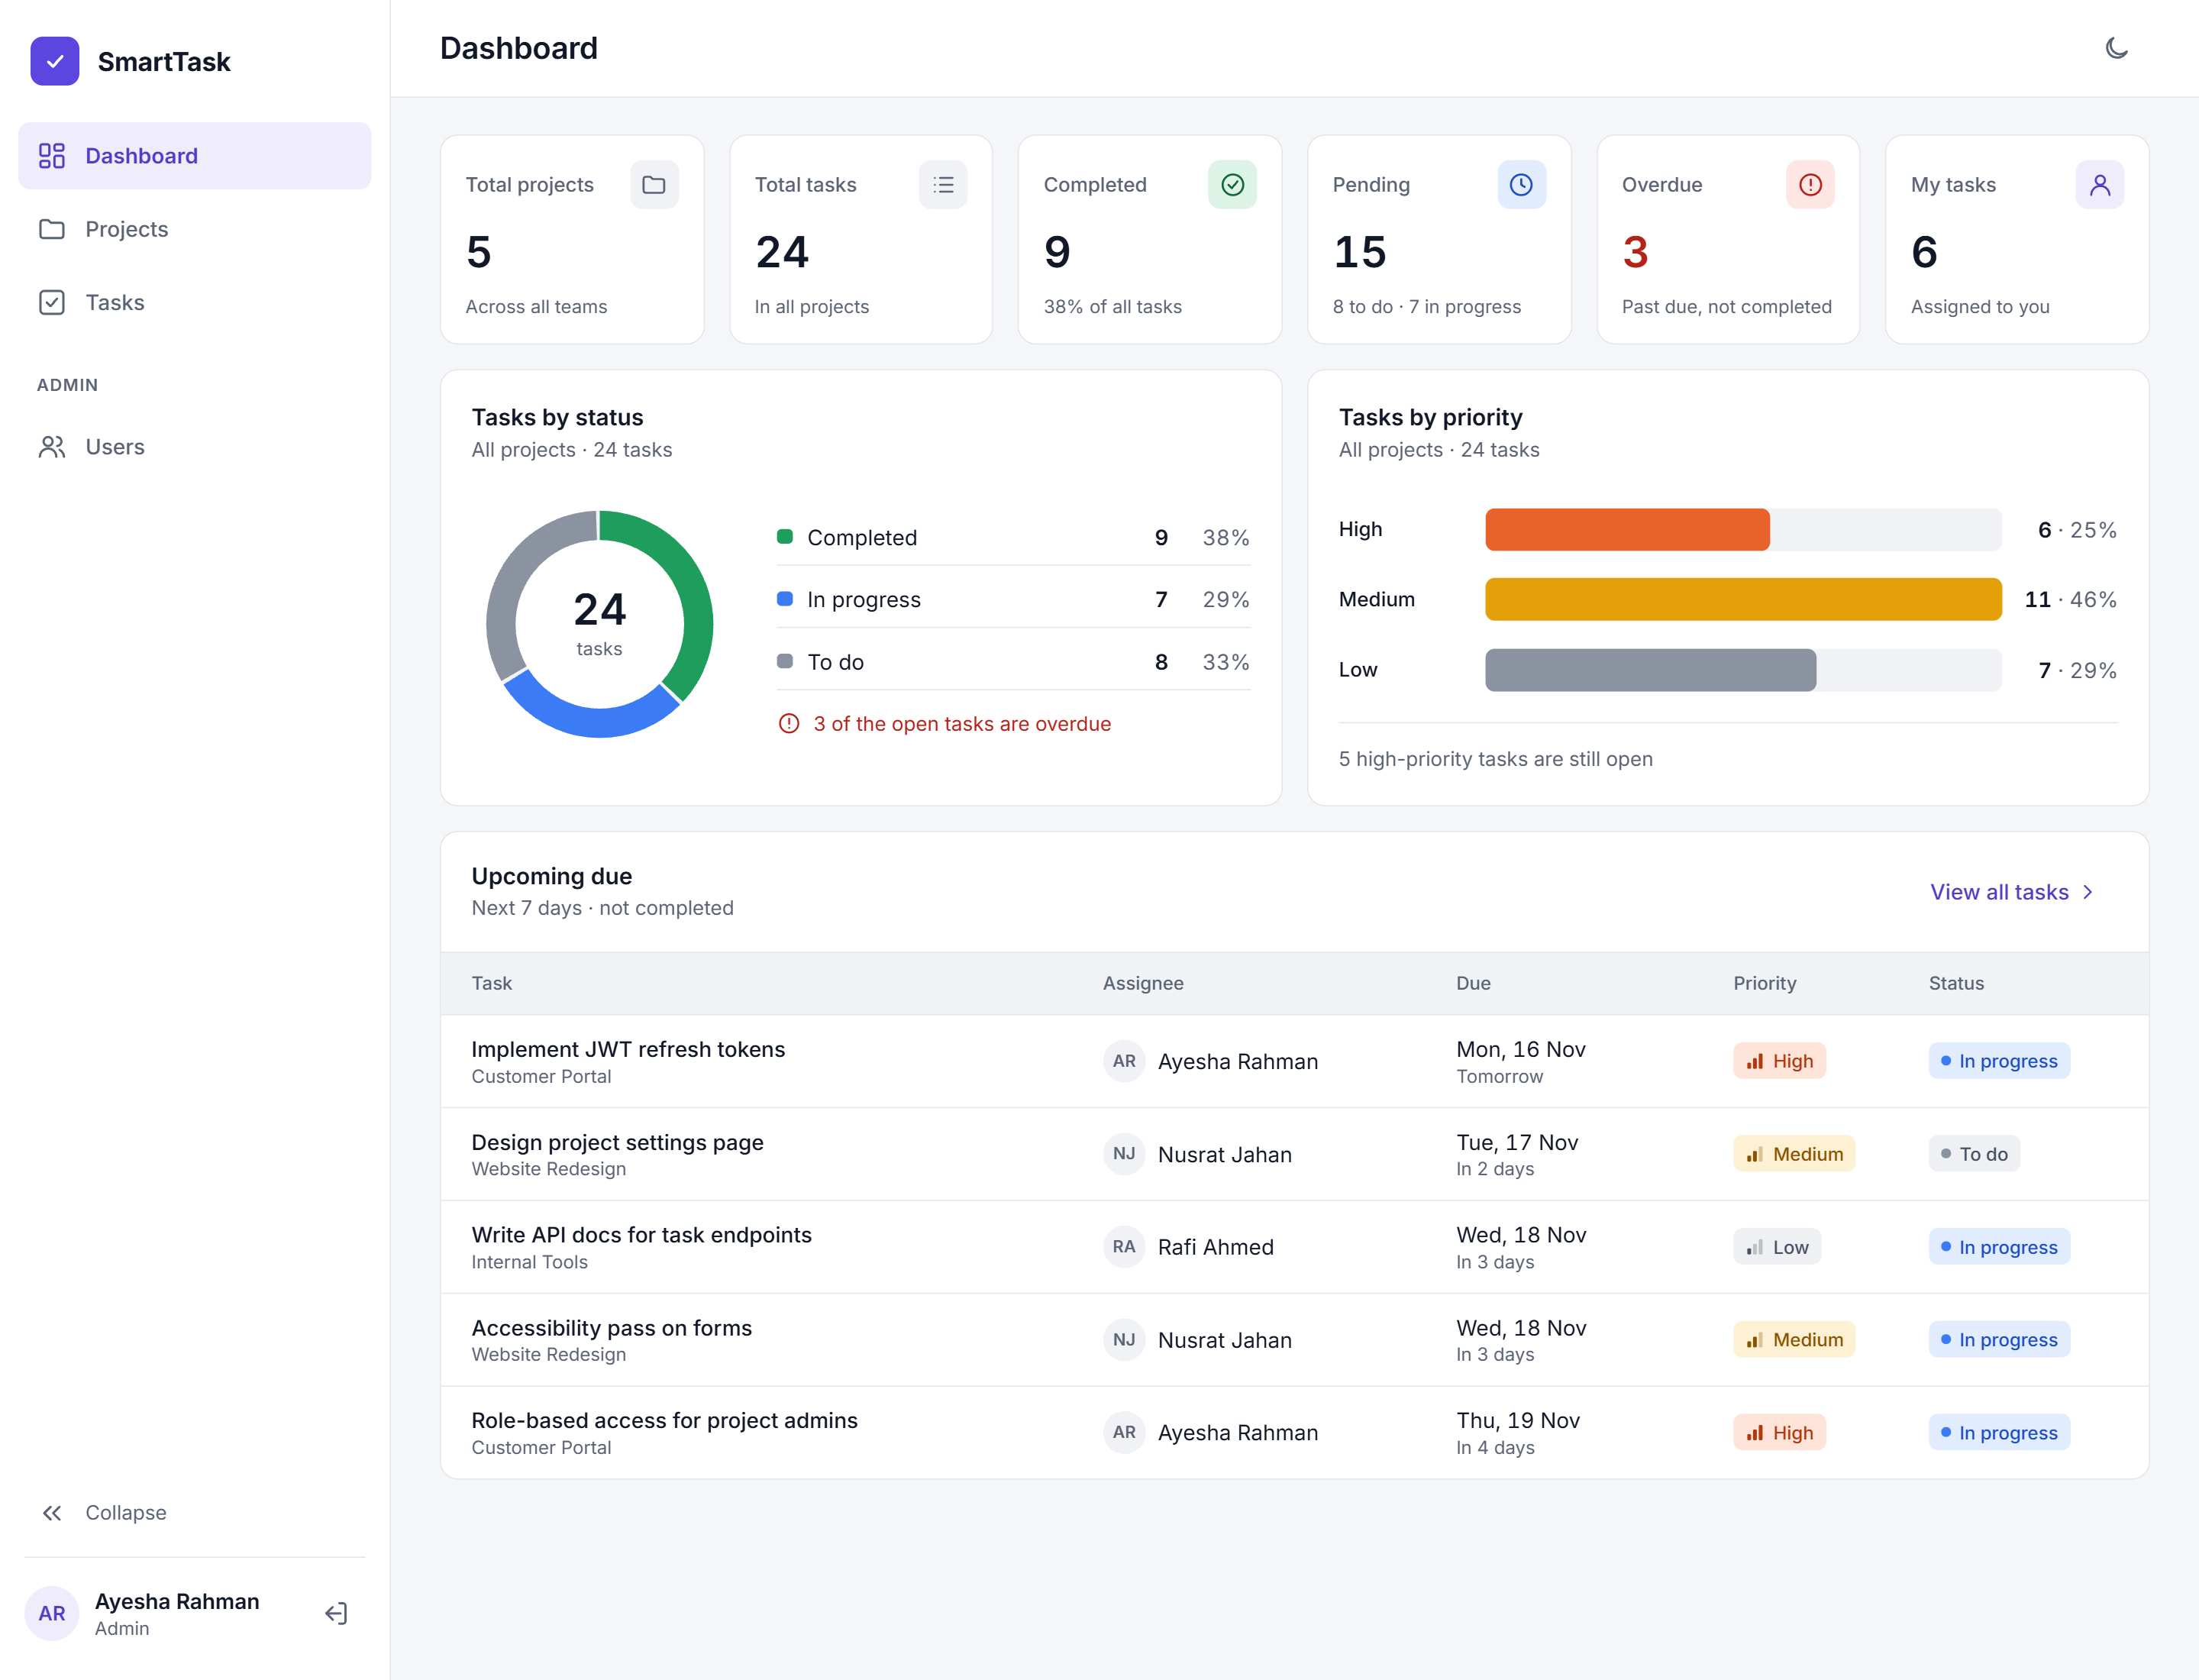 SmartTask
Dashboard
Projects
Tasks
ADMIN
Users
Collapse
AR
Ayesha Rahman
Admin
Dashboard
Total projects
5
Across all teams
Total tasks
24
In all projects
Completed
9
38% of all tasks
Pending
15
8 to do · 7 in progress
Overdue
3
Past due, not completed
My tasks
6
Assigned to you
Tasks by status
All projects · 24 tasks
24
tasks
Completed 9 38%
In progress 7 29%
To do 8 33%
3 of the open tasks are overdue
Tasks by priority
All projects · 24 tasks
High 6 · 25%
Medium 11 · 46%
Low 7 · 29%
5 high-priority tasks are still open
Upcoming due
Next 7 days · not completed
View all tasks
Task Assignee Due Priority Status
Implement JWT refresh tokens
Customer Portal
AR Ayesha Rahman
Mon, 16 Nov
Tomorrow
High
In progress
Design project settings page
Website Redesign
NJ Nusrat Jahan
Tue, 17 Nov
In 2 days
Medium
To do
Write API docs for task endpoints
Internal Tools
RA Rafi Ahmed
Wed, 18 Nov
In 3 days
Low
In progress
Accessibility pass on forms
Website Redesign
NJ Nusrat Jahan
Wed, 18 Nov
In 3 days
Medium
In progress
Role-based access for project admins
Customer Portal
AR Ayesha Rahman
Thu, 19 Nov
In 4 days
High
In progress